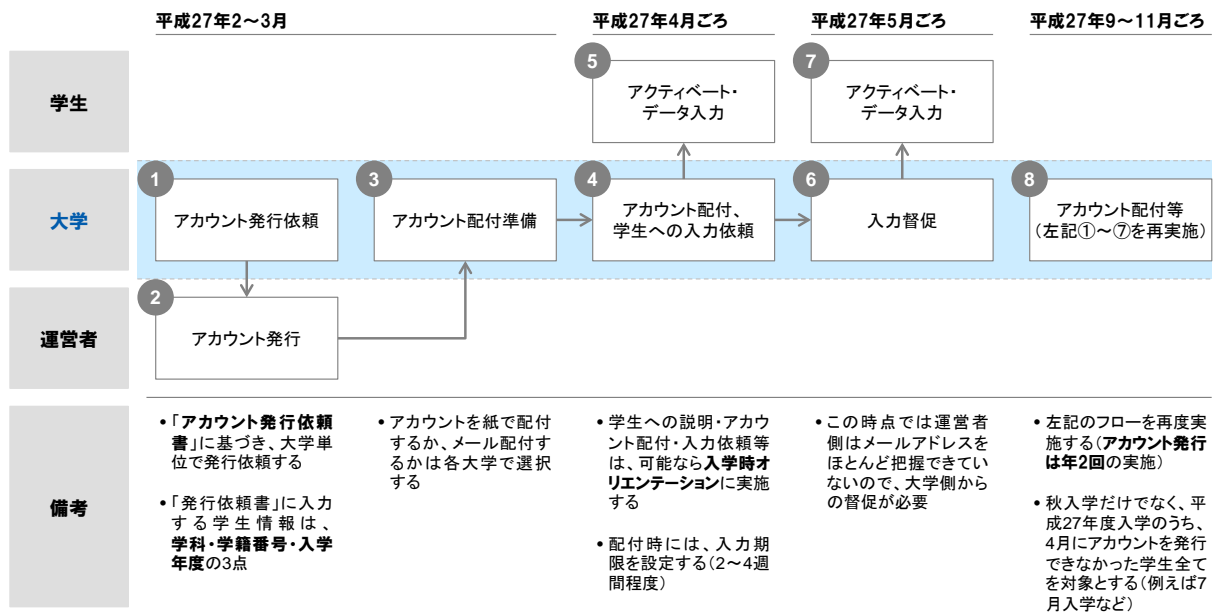 平成27年2～3月
平成27年4月ごろ
平成27年5月ごろ
平成27年9～11月ごろ
学生
5
アクティベート・
データ入力
7
アクティベート・
データ入力
大学
1
アカウント発行依頼
3
アカウント配付準備
4
アカウント配付、
学生への入力依頼
6
入力督促
8
アカウント配付等
（左記①～⑦を再実施）
運営者
2
アカウント発行
備考
•「アカウント発行依頼
書」に基づき、大学単
位で発行依頼する
•「発行依頼書」に入力
する学生情報は、
学科・学籍番号・入学
年度の3点
•アカウントを紙で配付
するか、メール配付す
るかは各大学で選択
する
•学生への説明・アカウ
ント配付・入力依頼等
は、可能なら入学時オ
リエンテーションに実施
する
•配付時には、入力期
限を設定する（2～4週
間程度）
•この時点では運営者
側はメールアドレスを
ほとんど把握できてい
ないので、大学側から
の督促が必要
•左記のフローを再度実
施する（アカウント発行
は年2回の実施）
•秋入学だけでなく、平
成27年度入学のうち、
4月にアカウントを発行
できなかった学生全て
を対象とする（例えば7
月入学など）